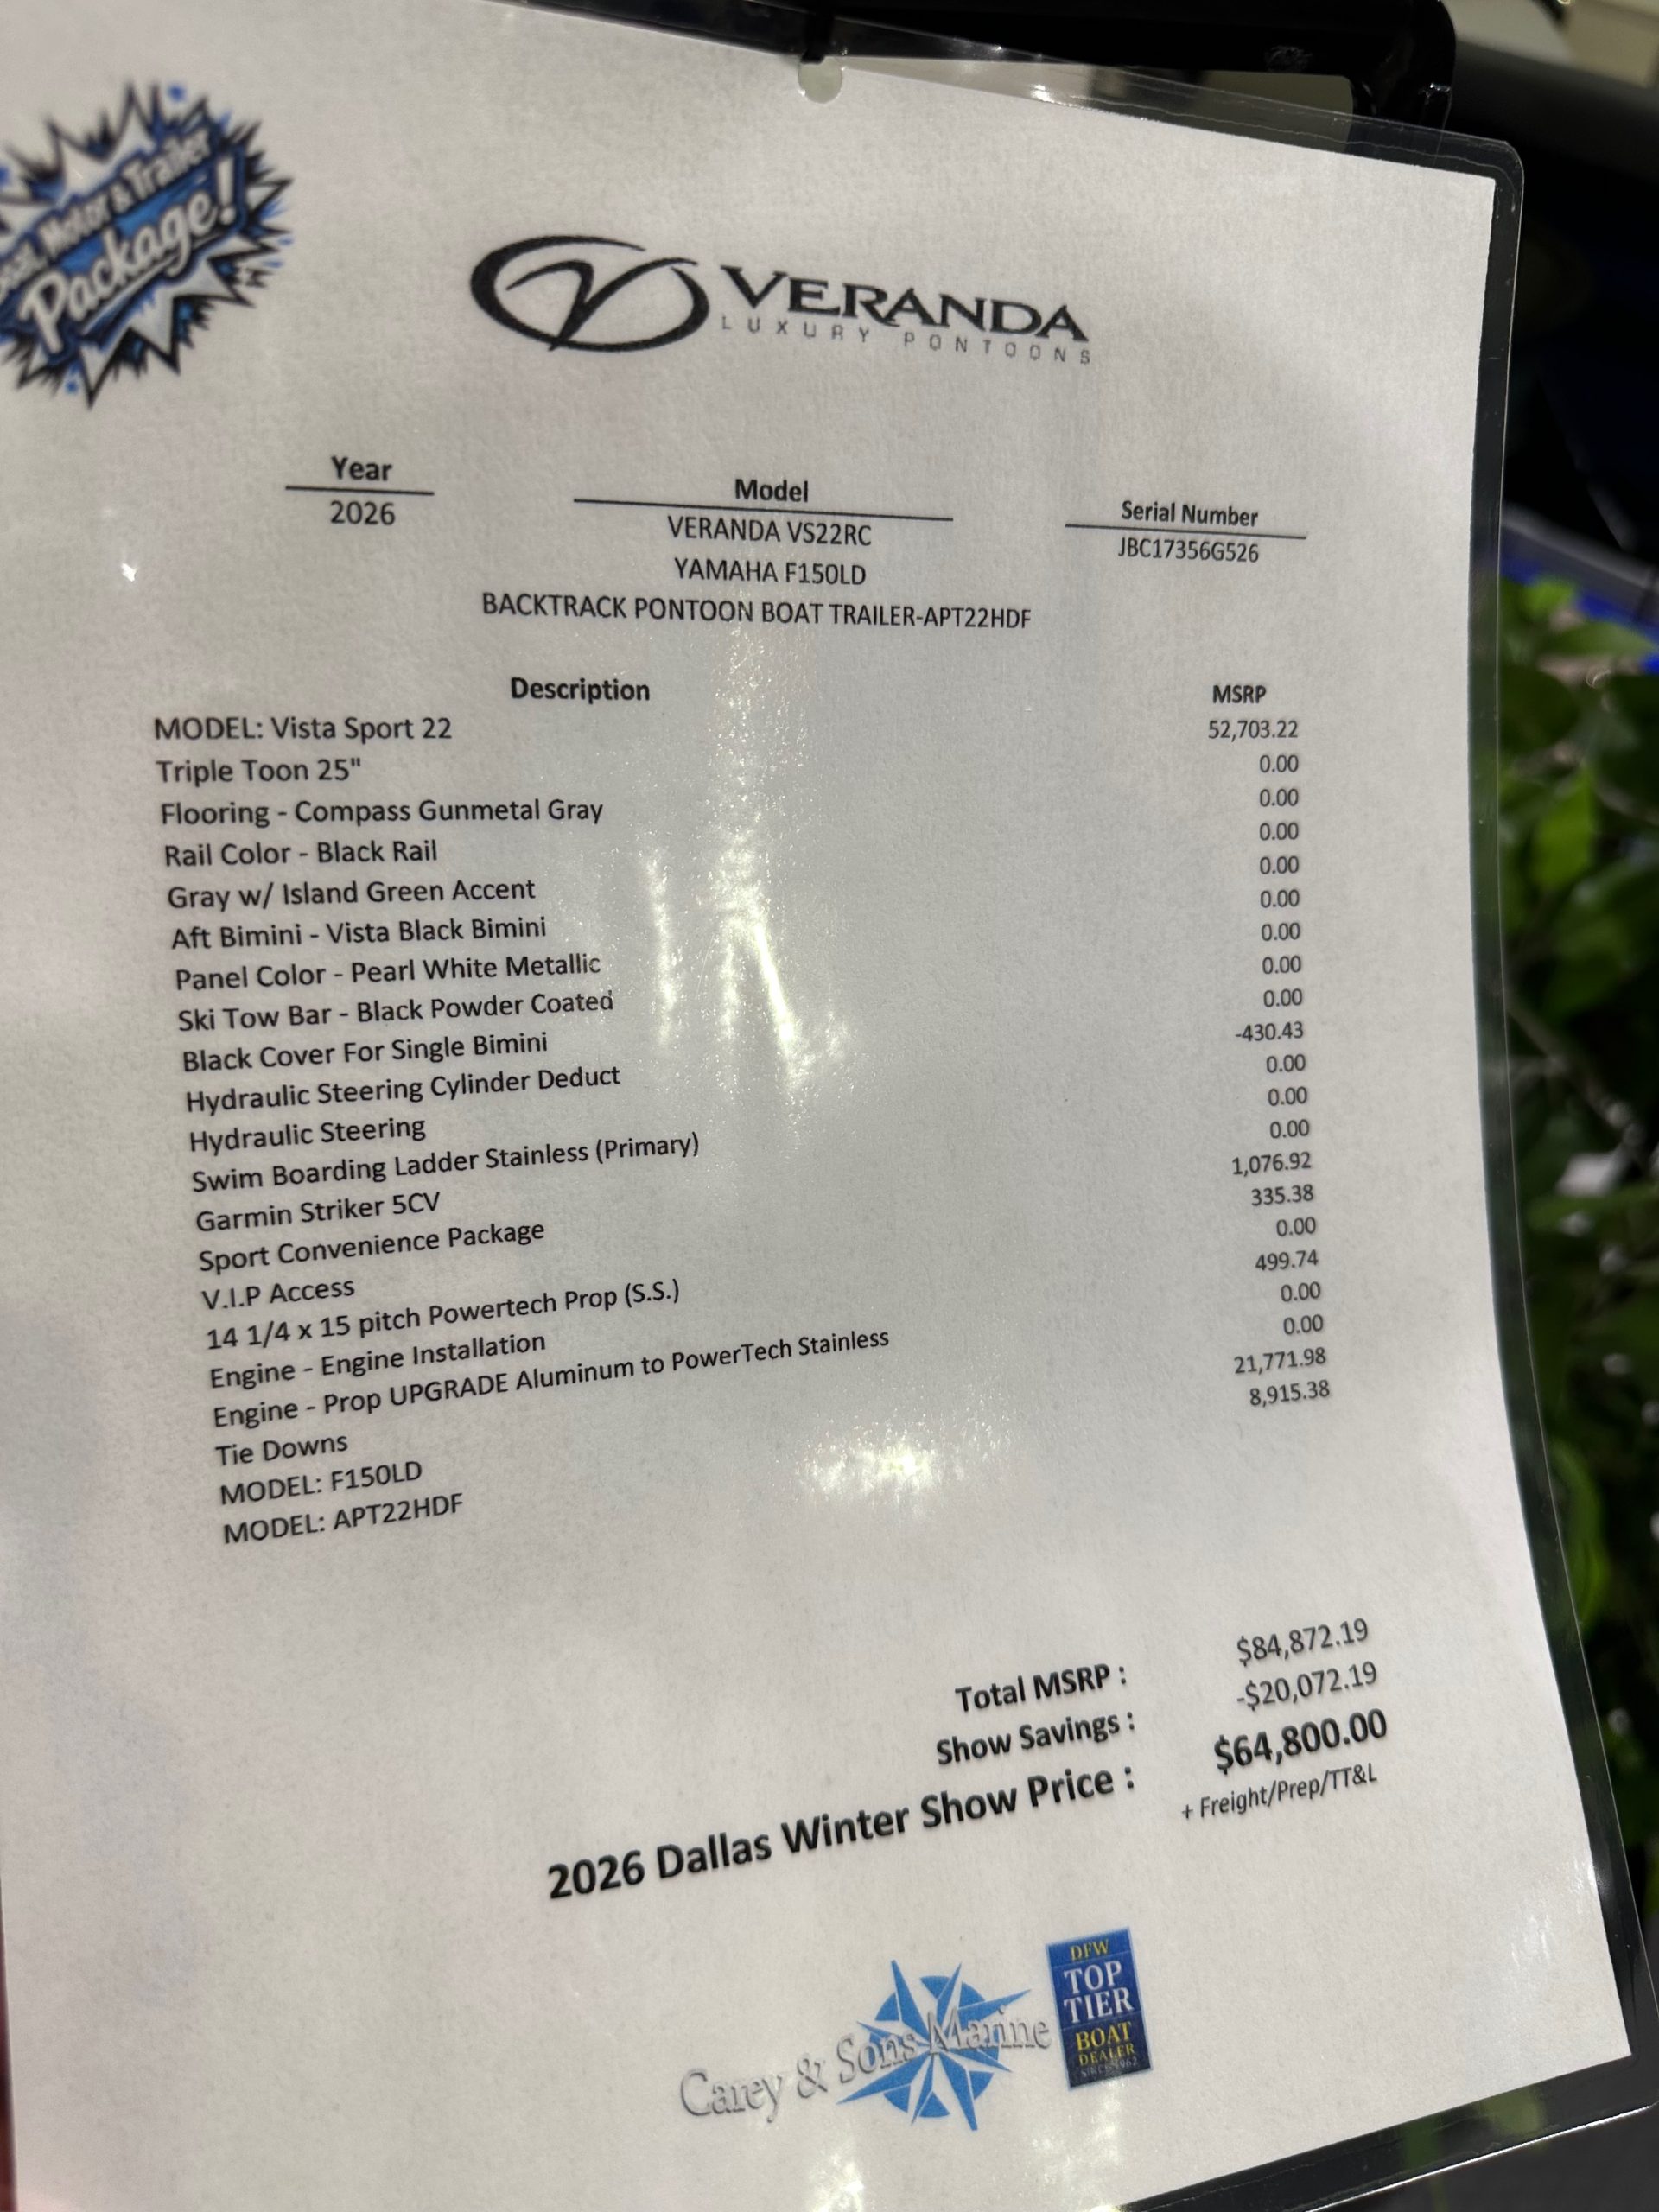 Motor & Trailer
Package!
VERANDA
LUXURY PONTOONS
Year
2026
Model
VERANDA VS22RC
YAMAHA F150LD
BACKTRACK PONTOON BOAT TRAILER-APT22HDF
Serial Number
JBC17356G526
Description MSRP
MODEL: Vista Sport 22 52,703.22
Triple Toon 25" 0.00
Flooring - Compass Gunmetal Gray 0.00
Rail Color - Black Rail 0.00
Gray w/ Island Green Accent 0.00
Aft Bimini - Vista Black Bimini 0.00
Panel Color - Pearl White Metallic 0.00
Ski Tow Bar - Black Powder Coated 0.00
Black Cover For Single Bimini 0.00
Hydraulic Steering Cylinder Deduct -430.43
Hydraulic Steering 0.00
Swim Boarding Ladder Stainless (Primary) 0.00
Garmin Striker 5CV 0.00
Sport Convenience Package 1,076.92
V.I.P Access 335.38
14 1/4 x 15 pitch Powertech Prop (S.S.) 0.00
Engine - Engine Installation 499.74
Engine - Prop UPGRADE Aluminum to PowerTech Stainless 0.00
Tie Downs 0.00
MODEL: F150LD 21,771.98
MODEL: APT22HDF 8,915.38
Total MSRP : $84,872.19
Show Savings : -$20,072.19
2026 Dallas Winter Show Price : $64,800.00
+ Freight/Prep/TT&L
Carey & Sons Marine
DFW
TOP
TIER
BOAT
DEALER
SINCE 1962